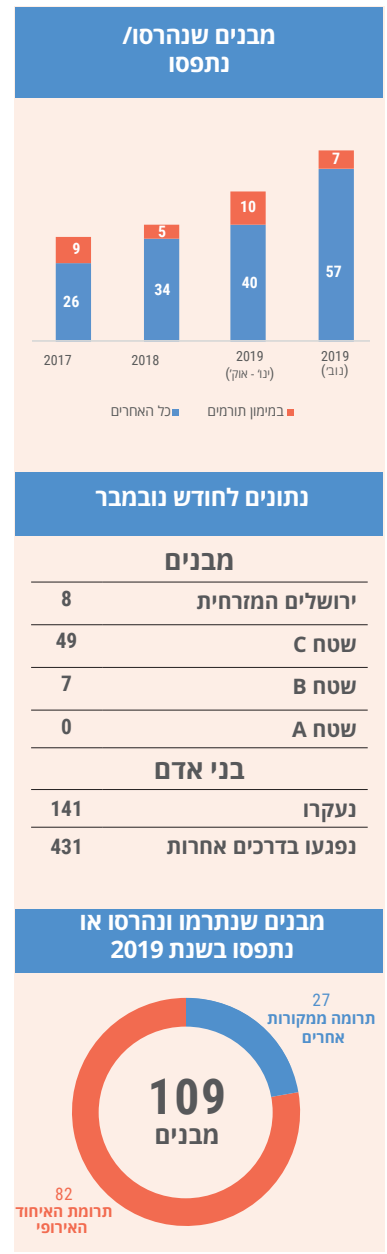 מבנים שנהרסו/
נתפסו
9
26
5
34
10
40
7
57
2017
2018
2019
(ינו' - אוק')
2019
(נוב')
במימון תורמים
כל האחרים
נתונים לחודש נובמבר
מבנים
ירושלים המזרחית 8
שטח C 49
שטח B 7
שטח A 0
בני אדם
נעקרו 141
נפגעו בדרכים אחרות 431
מבנים שנתרמו ונהרסו או
נתפסו בשנת 2019
27
תרומה ממקורות
אחרים
109
מבנים
82
תרומת האיחוד
האירופי